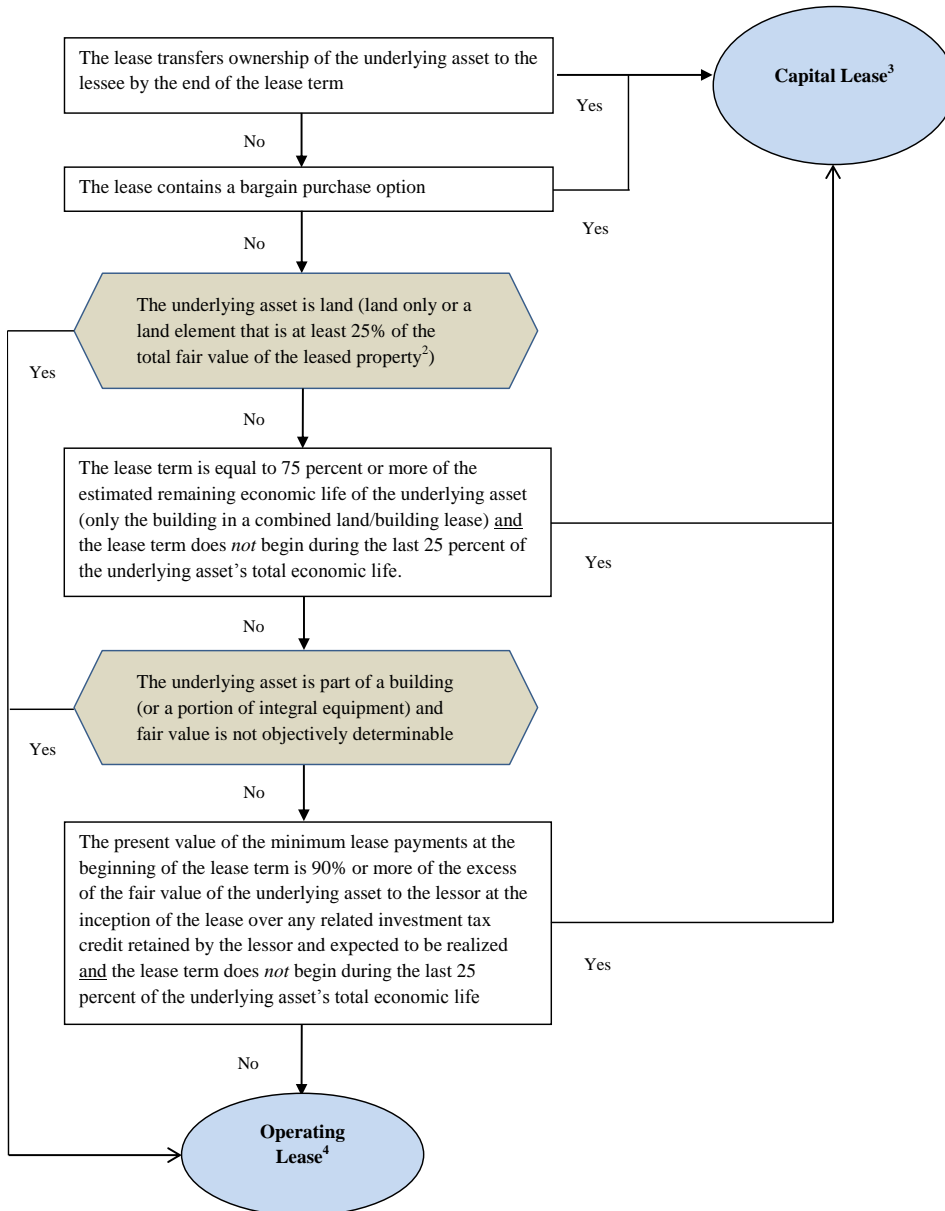 The lease transfers ownership of the underlying asset to the
lessee by the end of the lease term
Capital Lease3
Yes
No
The lease contains a bargain purchase option
Yes
No
The underlying asset is land (land only or a
land element that is at least 25% of the
total fair value of the leased property2)
Yes
No
The lease term is equal to 75 percent or more of the
estimated remaining economic life of the underlying asset
(only the building in a combined land/building lease) and
the lease term does not begin during the last 25 percent of
the underlying asset's total economic life.
Yes
No
The underlying asset is part of a building
(or a portion of integral equipment) and
fair value is not objectively determinable
Yes
No
The present value of the minimum lease payments at the
beginning of the lease term is 90% or more of the excess
of the fair value of the underlying asset to the lessor at the
inception of the lease over any related investment tax
credit retained by the lessor and expected to be realized
and the lease term does not begin during the last 25
percent of the underlying asset's total economic life
Yes
No
Operating
Lease4